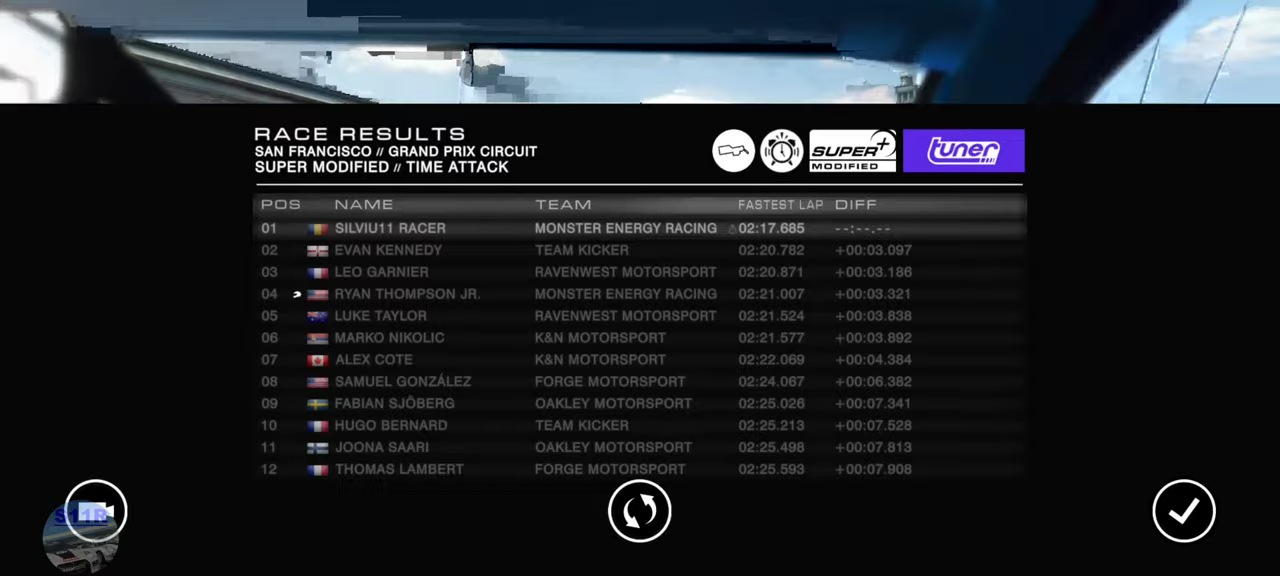 RACE RESULTS
SAN FRANCISCO // GRAND PRIX CIRCUIT
SUPER MODIFIED // TIME ATTACK
SUPER+ MODIFIED
tuner
POS NAME TEAM FASTEST LAP DIFF
01 SILVIU11 RACER MONSTER ENERGY RACING 02:17.685 --:--.--
02 EVAN KENNEDY TEAM KICKER 02:20.782 +00:03.097
03 LEO GARNIER RAVENWEST MOTORSPORT 02:20.871 +00:03.186
04 RYAN THOMPSON JR. MONSTER ENERGY RACING 02:21.007 +00:03.321
05 LUKE TAYLOR RAVENWEST MOTORSPORT 02:21.524 +00:03.838
06 MARKO NIKOLIC K&N MOTORSPORT 02:21.577 +00:03.892
07 ALEX COTE K&N MOTORSPORT 02:22.069 +00:04.384
08 SAMUEL GONZÁLEZ FORGE MOTORSPORT 02:24.067 +00:06.382
09 FABIAN SJÖBERG OAKLEY MOTORSPORT 02:25.026 +00:07.341
10 HUGO BERNARD TEAM KICKER 02:25.213 +00:07.528
11 JOONA SAARI OAKLEY MOTORSPORT 02:25.498 +00:07.813
12 THOMAS LAMBERT FORGE MOTORSPORT 02:25.593 +00:07.908
S11R